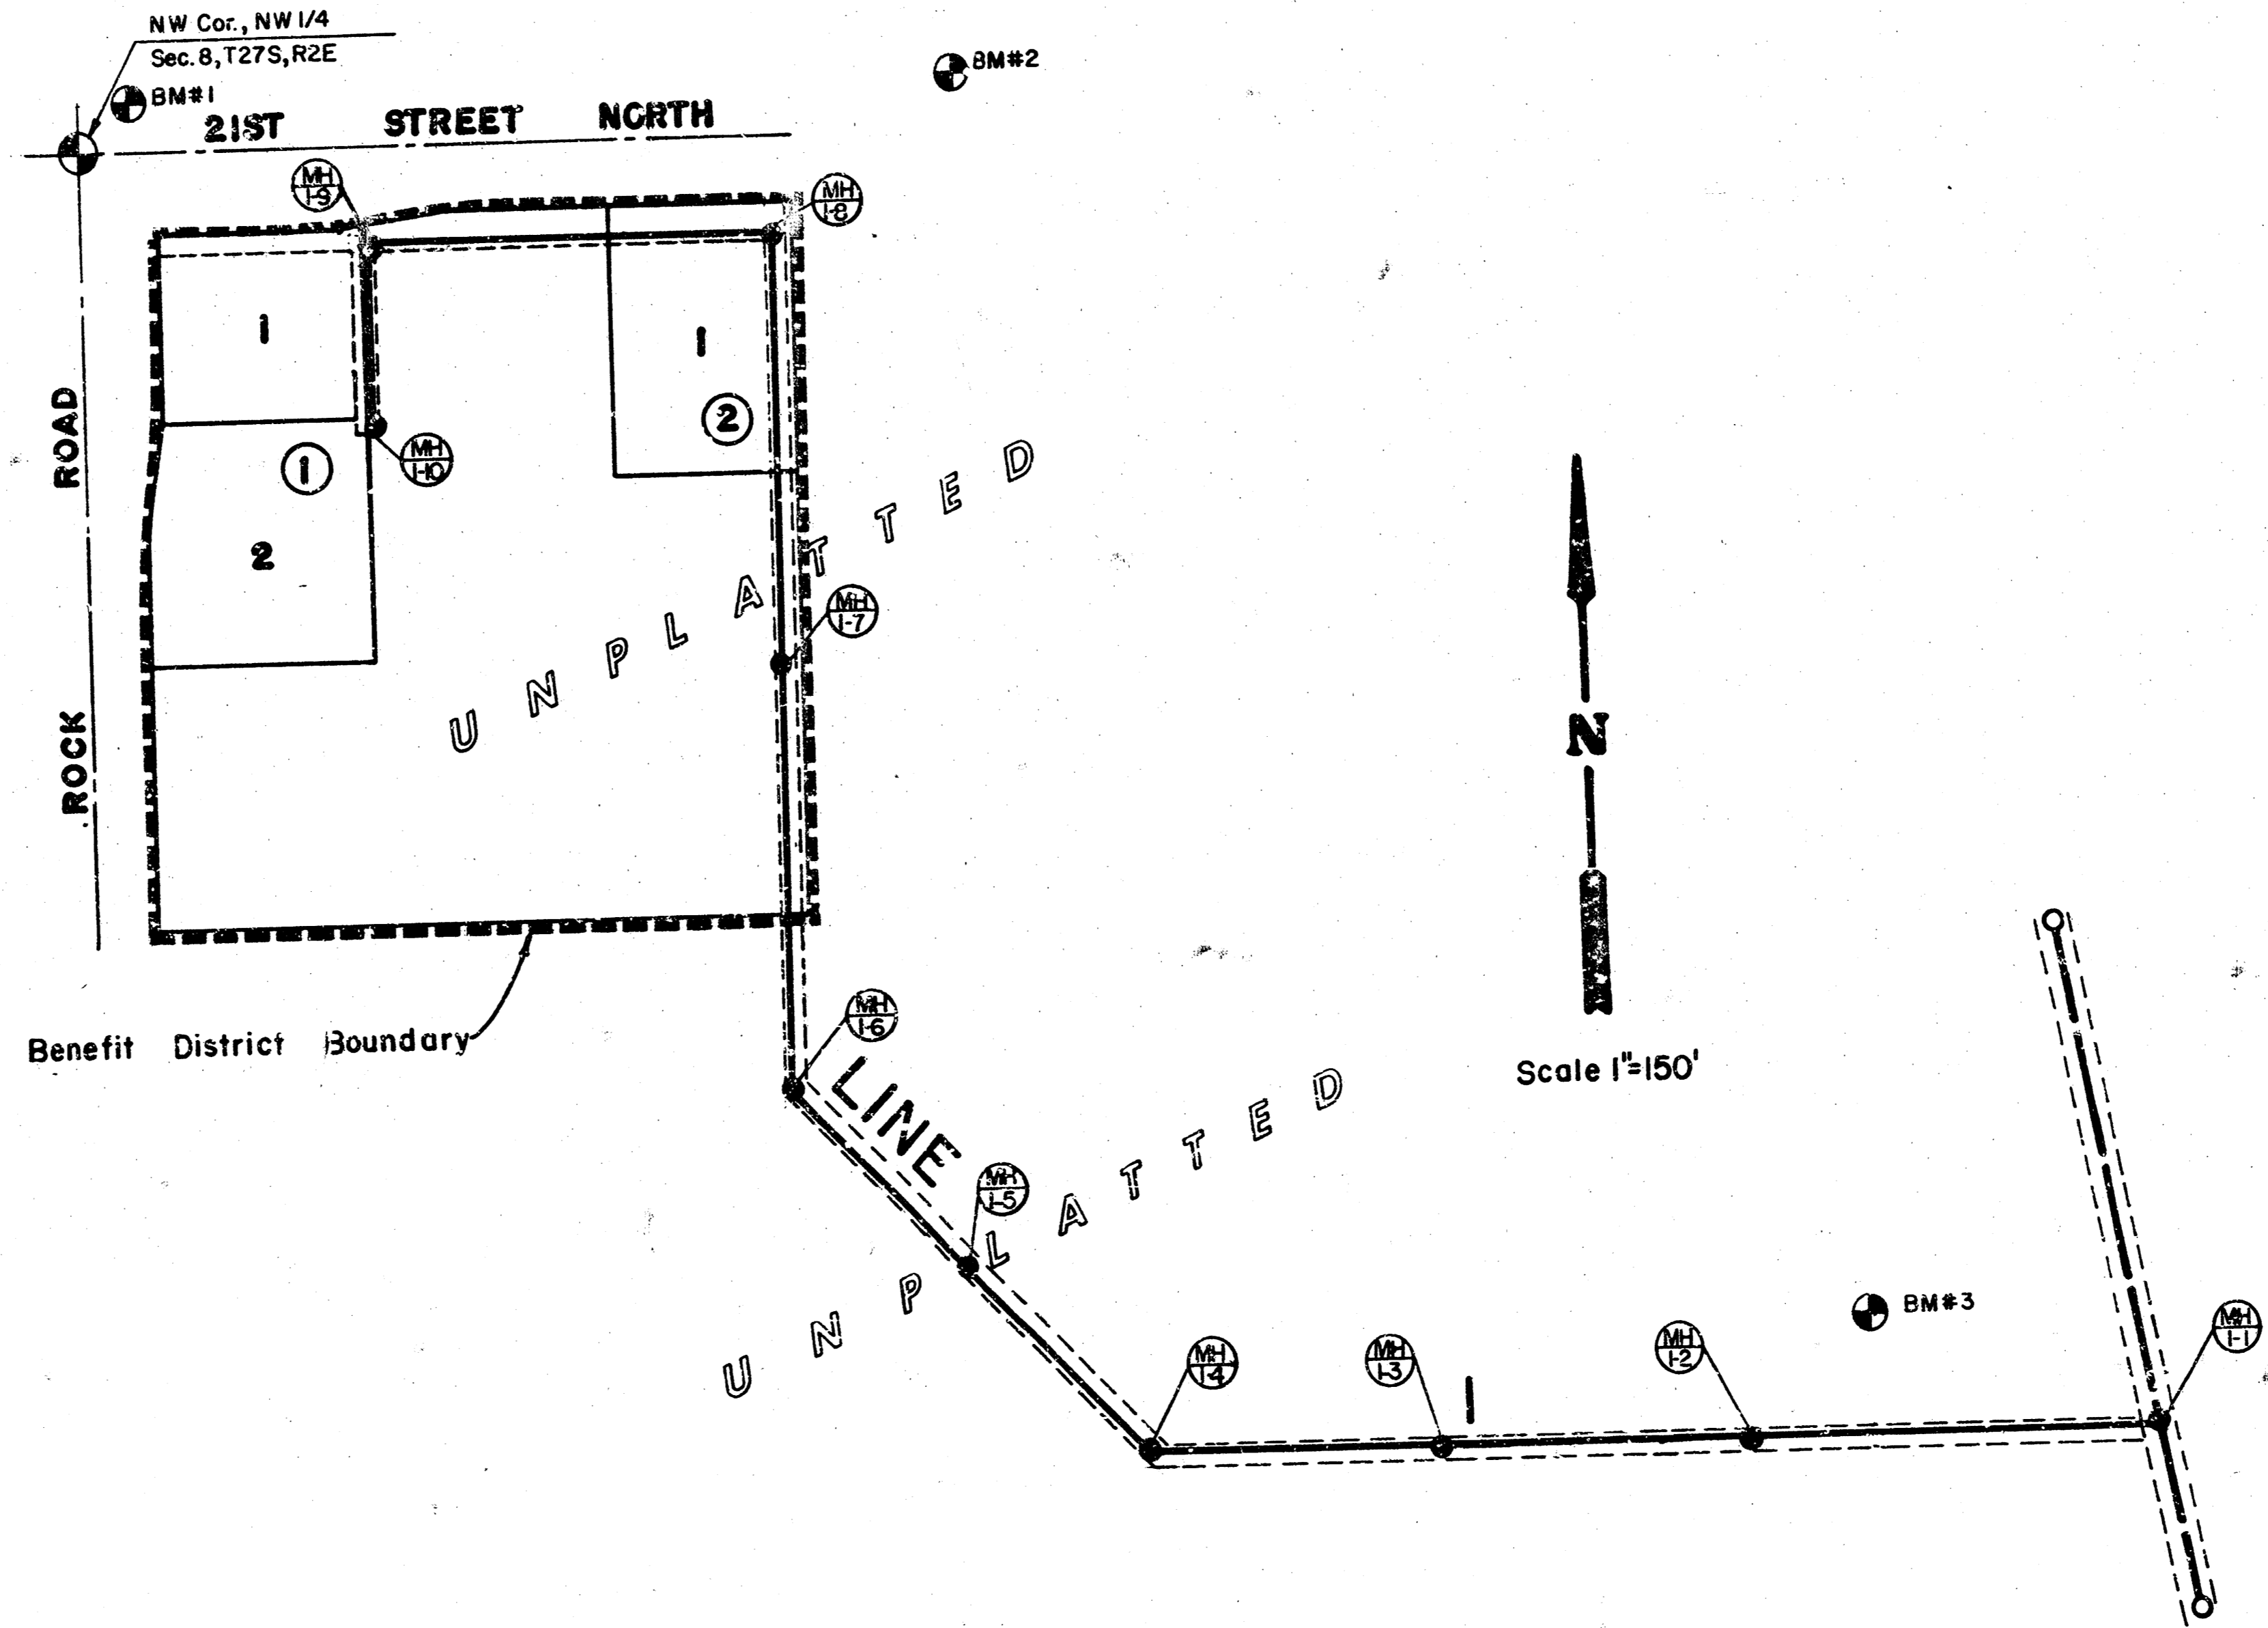 NW Cor., NW 1/4
Sec. 8, T27S, R2E
BM#1
BM#2
21ST STREET NORTH
MH
1-9
MH
1-8
1
1
2
MH
1-10
1
2
ROCK ROAD
UNPLATTED
MH
1-7
N
Scale 1"=150'
Benefit District Boundary
MH
1-6
LINE 1
MH
1-5
UNPLATTED
BM#3
MH
1-4
MH
1-3
MH
1-2
MH
1-1